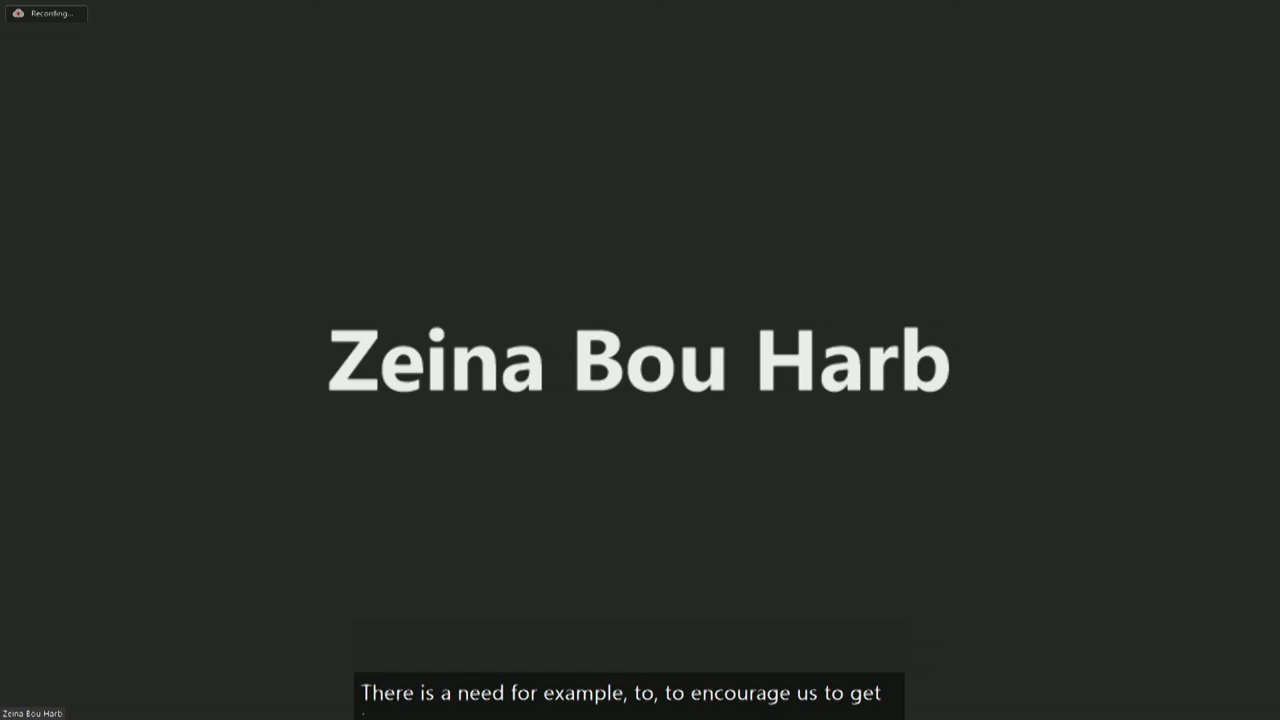 Recording...
Zeina Bou Harb
There is a need for example, to, to encourage us to get
Zeina Bou Harb